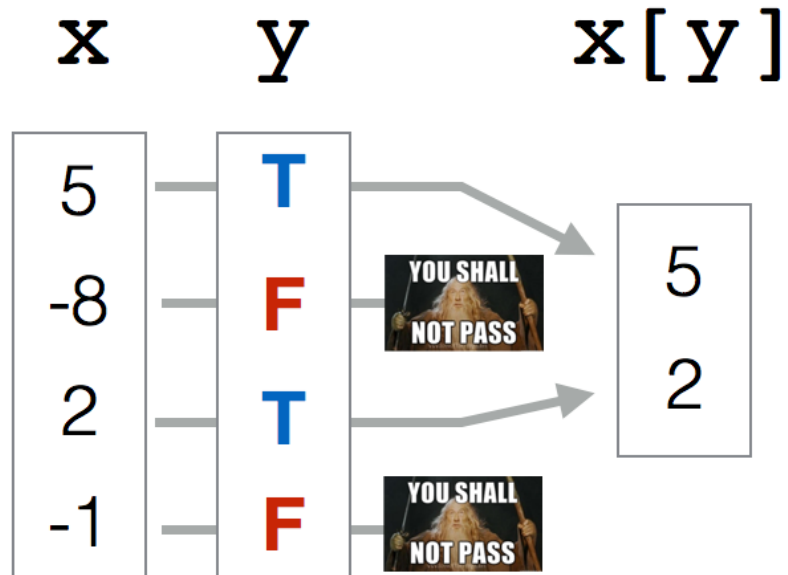 x y x[y]
5 T
5
-8 F YOU SHALL
NOT PASS
2 T
2
-1 F YOU SHALL
NOT PASS